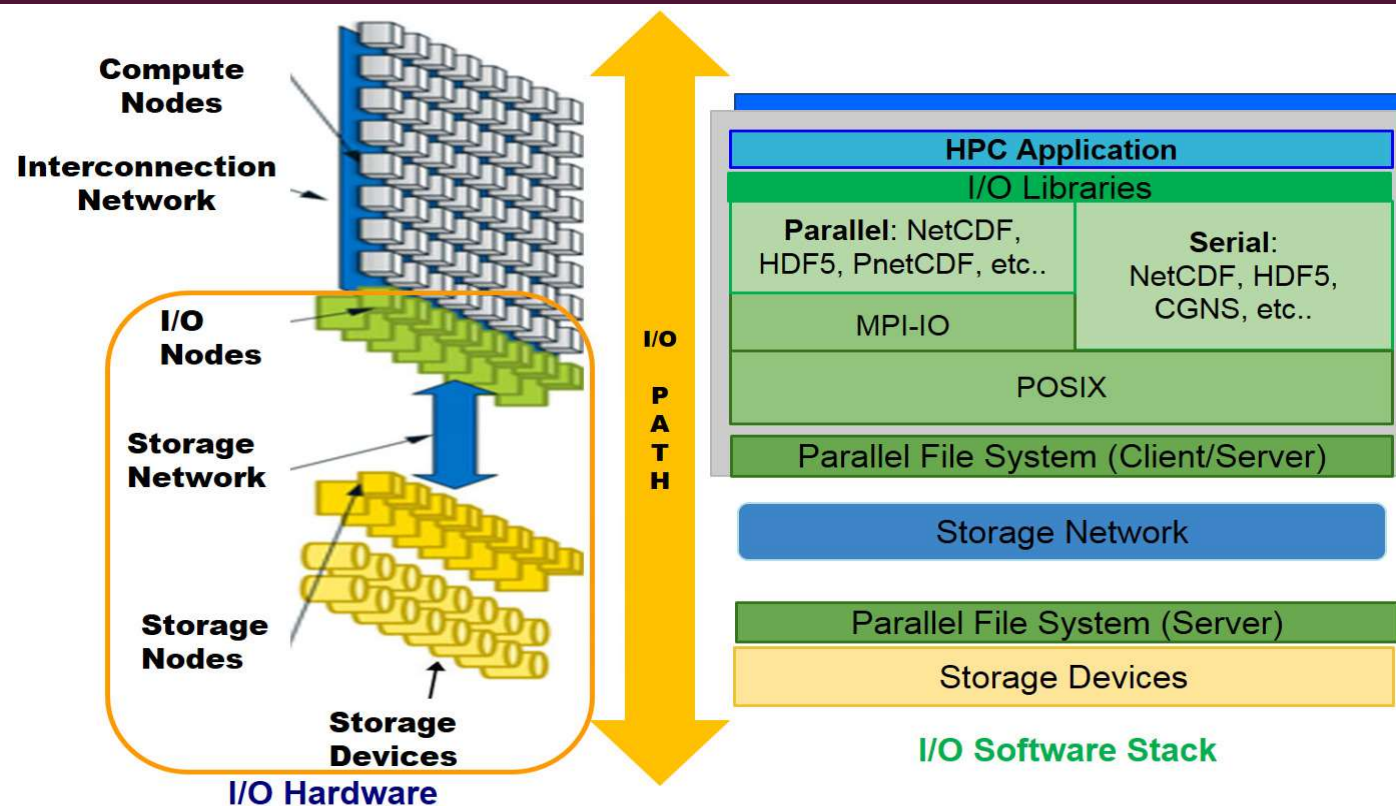 Compute
Nodes
Interconnection
Network
I/O
Nodes
Storage
Network
Storage
Nodes
Storage
Devices
I/O Hardware
I/O
P
A
T
H
HPC Application
I/O Libraries
Parallel: NetCDF,
HDF5, PnetCDF, etc..
Serial:
NetCDF, HDF5,
CGNS, etc..
MPI-IO
POSIX
Parallel File System (Client/Server)
Storage Network
Parallel File System (Server)
Storage Devices
I/O Software Stack